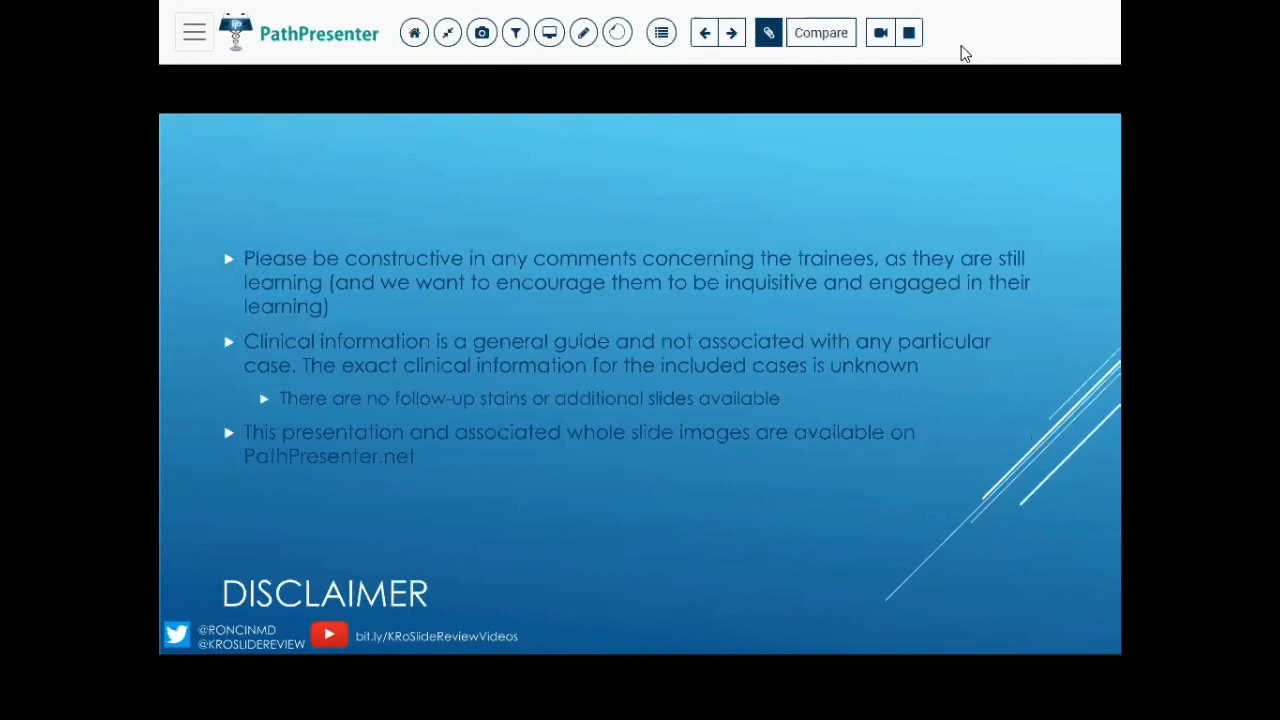 PathPresenter
Compare
Please be constructive in any comments concerning the trainees, as they are still
learning (and we want to encourage them to be inquisitive and engaged in their
learning)
Clinical information is a general guide and not associated with any particular
case. The exact clinical information for the included cases is unknown
There are no follow-up stains or additional slides available
This presentation and associated whole slide images are available on
PathPresenter.net
DISCLAIMER
@RONCINMD
@KROSLIDEREVIEW
bit.ly/KRoSlideReviewVideos